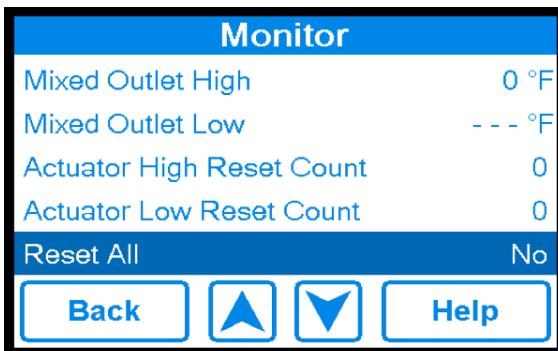 Monitor
Mixed Outlet High 0 °F
Mixed Outlet Low - - - °F
Actuator High Reset Count 0
Actuator Low Reset Count 0
Reset All No
Back Help